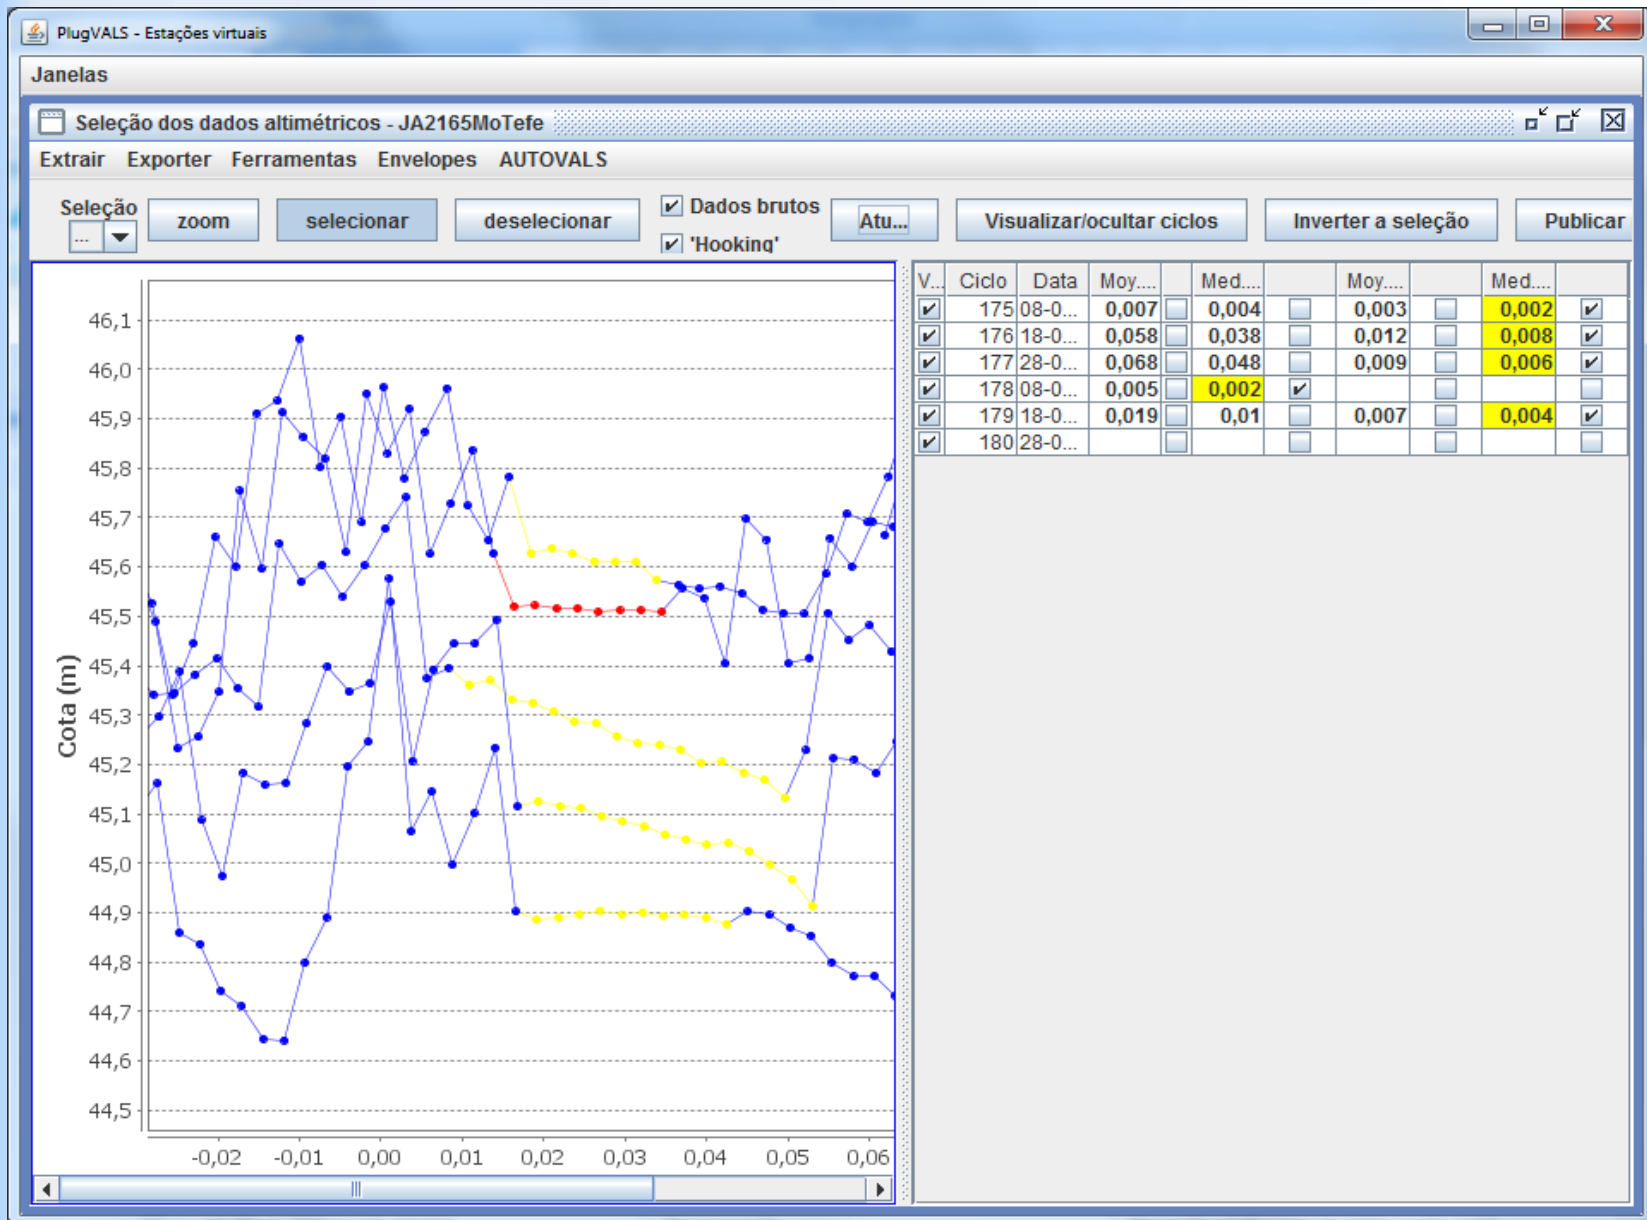 PlugVALS - Estações virtuais
Janelas
Seleção dos dados altimétricos - JA2165MoTefe
Extrair Exporter Ferramentas Envelopes AUTOVALS
Seleção
...
zoom
selecionar
deselecionar
Dados brutos
'Hooking'
Atu...
Visualizar/ocultar ciclos
Inverter a seleção
Publicar
Cota (m)
46,1
46,0
45,9
45,8
45,7
45,6
45,5
45,4
45,3
45,2
45,1
45,0
44,9
44,8
44,7
44,6
44,5
-0,02 -0,01 0,00 0,01 0,02 0,03 0,04 0,05 0,06
V... Ciclo Data Moy.... Med.... Moy.... Med....
175 08-0... 0,007 0,004 0,003 0,002
176 18-0... 0,058 0,038 0,012 0,008
177 28-0... 0,068 0,048 0,009 0,006
178 08-0... 0,005 0,002
179 18-0... 0,019 0,01 0,007 0,004
180 28-0...